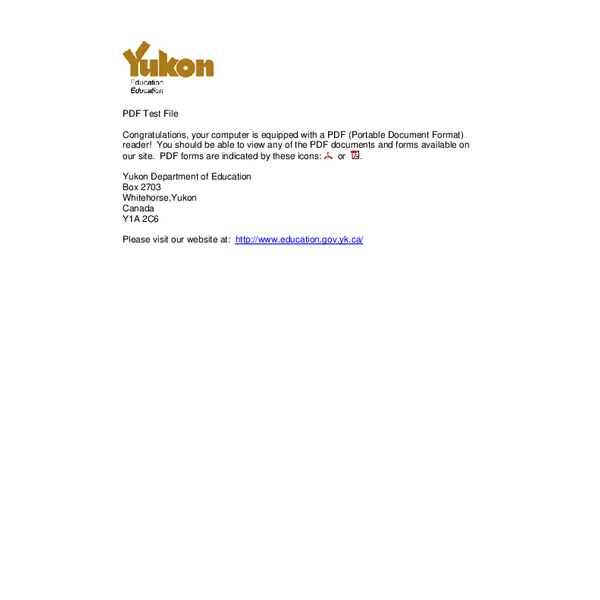 Yukon
Education
Education
PDF Test File
Congratulations, your computer is equipped with a PDF (Portable Document Format)
reader!  You should be able to view any of the PDF documents and forms available on
our site.  PDF forms are indicated by these icons: or .
Yukon Department of Education
Box 2703
Whitehorse,Yukon
Canada
Y1A 2C6
Please visit our website at:  http://www.education.gov.yk.ca/